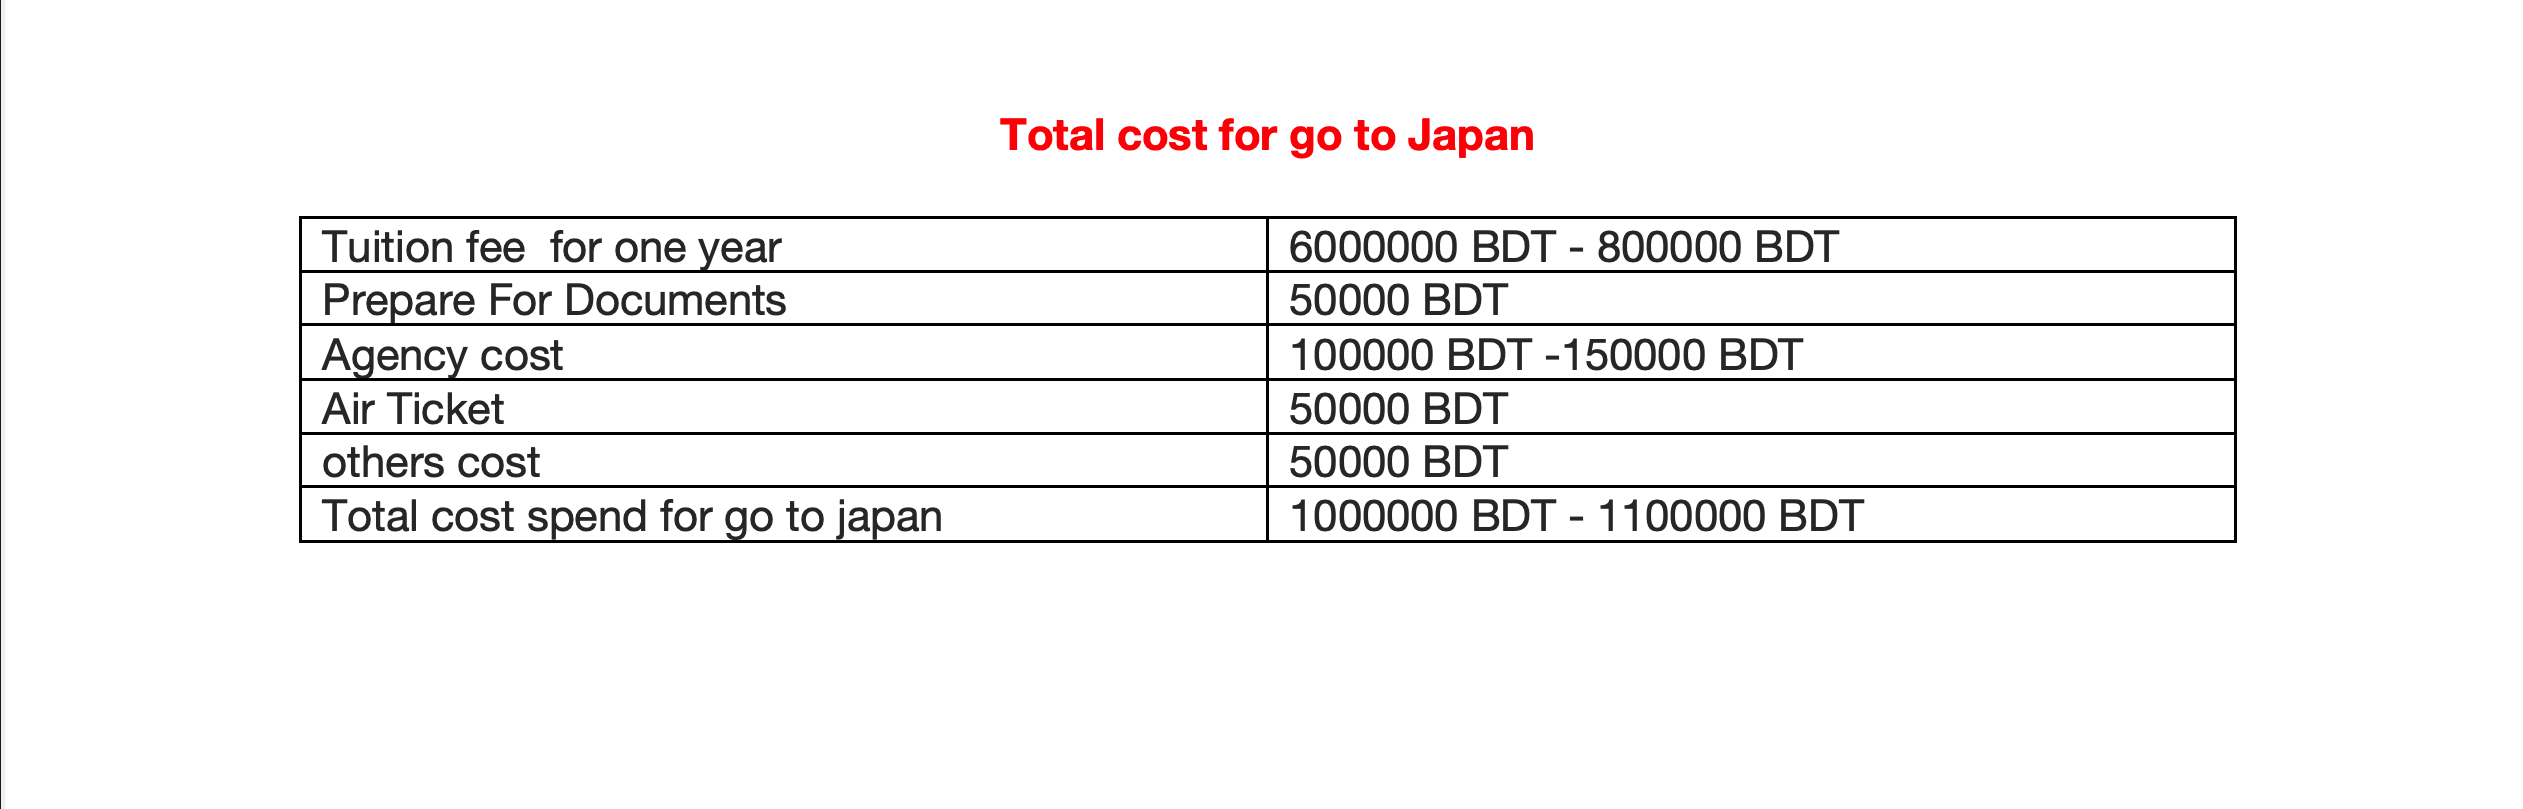 Total cost for go to Japan
Tuition fee  for one year 6000000 BDT - 800000 BDT
Prepare For Documents 50000 BDT
Agency cost 100000 BDT -150000 BDT
Air Ticket 50000 BDT
others cost 50000 BDT
Total cost spend for go to japan 1000000 BDT - 1100000 BDT